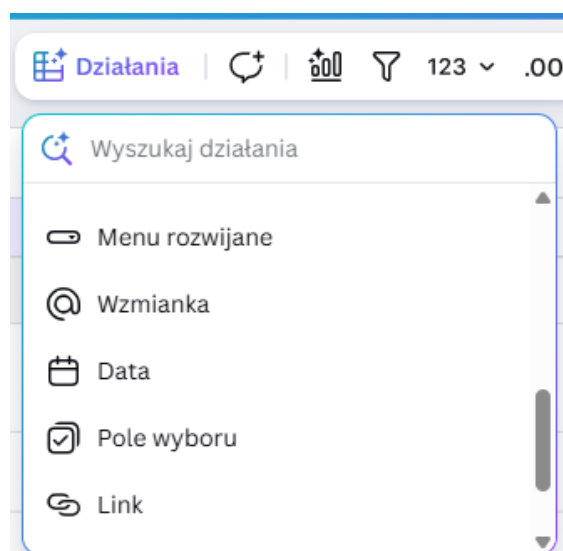 Działania 123 .00
Wyszukaj działania
Menu rozwijane
Wzmianka
Data
Pole wyboru
Link